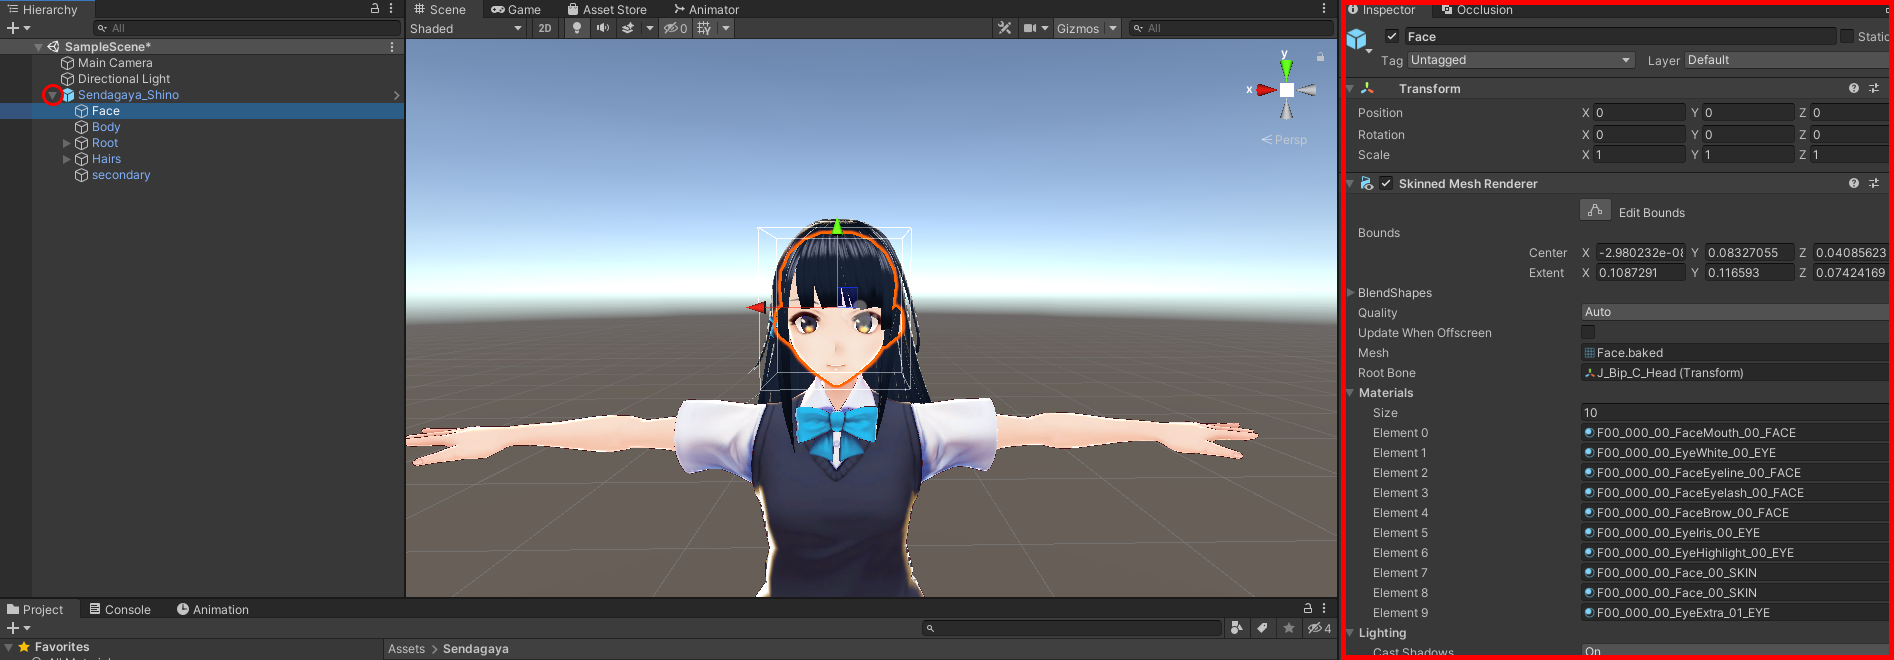 Hierarchy
All
SampleScene*
Main Camera
Directional Light
Sendagaya_Shino
Face
Body
Root
Hairs
secondary
Scene Game Asset Store Animator
Shaded 2D 0 Gizmos All
y
x
Persp
Inspector Occlusion
Face Static
Tag Untagged Layer Default
Transform
Position X 0 Y 0 Z 0
Rotation X 0 Y 0 Z 0
Scale X 1 Y 1 Z 1
Skinned Mesh Renderer
Edit Bounds
Bounds
Center X -2.980232e-08 Y 0.08327055 Z 0.04085623
Extent X 0.1087291 Y 0.116593 Z 0.07424169
BlendShapes
Quality Auto
Update When Offscreen
Mesh Face.baked
Root Bone J_Bip_C_Head (Transform)
Materials
Size 10
Element 0 F00_000_00_FaceMouth_00_FACE
Element 1 F00_000_00_EyeWhite_00_EYE
Element 2 F00_000_00_FaceEyeline_00_FACE
Element 3 F00_000_00_FaceEyelash_00_FACE
Element 4 F00_000_00_FaceBrow_00_FACE
Element 5 F00_000_00_EyeIris_00_EYE
Element 6 F00_000_00_EyeHighlight_00_EYE
Element 7 F00_000_00_Face_00_SKIN
Element 8 F00_000_00_Face_00_SKIN
Element 9 F00_000_00_EyeExtra_01_EYE
Lighting
Cast Shadows On
Project Console Animation
4
Favorites
Assets > Sendagaya